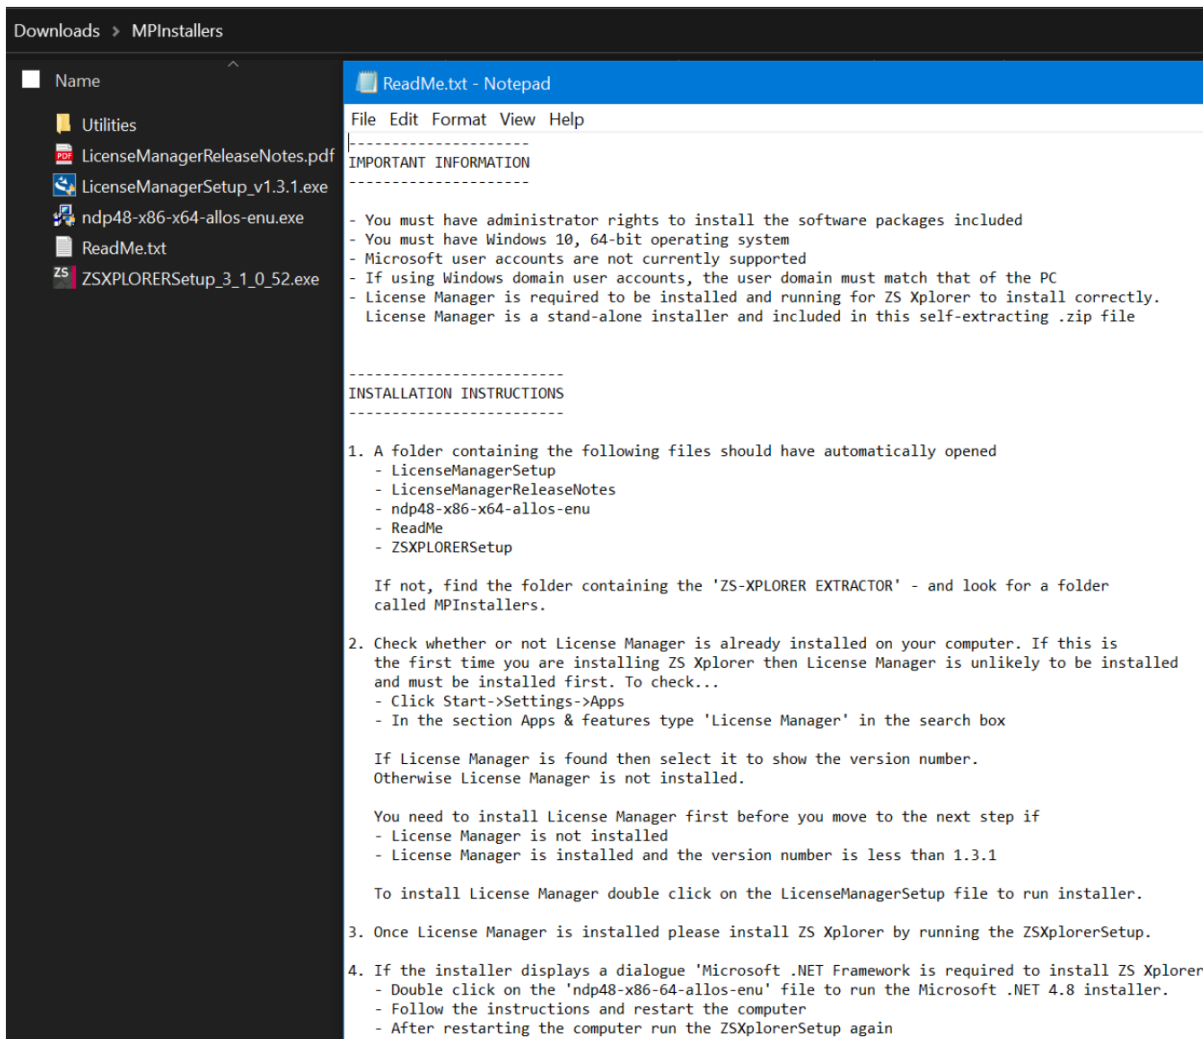 Downloads > MPInstallers
Name
Utilities
PDF LicenseManagerReleaseNotes.pdf
LicenseManagerSetup_v1.3.1.exe
ndp48-x86-x64-allos-enu.exe
ReadMe.txt
ZS ZSXPLORERSetup_3_1_0_52.exe
ReadMe.txt - Notepad
File Edit Format View Help
---------------------
IMPORTANT INFORMATION
---------------------
- You must have administrator rights to install the software packages included
- You must have Windows 10, 64-bit operating system
- Microsoft user accounts are not currently supported
- If using Windows domain user accounts, the user domain must match that of the PC
- License Manager is required to be installed and running for ZS Xplorer to install correctly.
License Manager is a stand-alone installer and included in this self-extracting .zip file
-------------------------
INSTALLATION INSTRUCTIONS
-------------------------
1. A folder containing the following files should have automatically opened
- LicenseManagerSetup
- LicenseManagerReleaseNotes
- ndp48-x86-x64-allos-enu
- ReadMe
- ZSXPLORERSetup
If not, find the folder containing the 'ZS-XPLORER EXTRACTOR' - and look for a folder
called MPInstallers.
2. Check whether or not License Manager is already installed on your computer. If this is
the first time you are installing ZS Xplorer then License Manager is unlikely to be installed
and must be installed first. To check...
- Click Start->Settings->Apps
- In the section Apps & features type 'License Manager' in the search box
If License Manager is found then select it to show the version number.
Otherwise License Manager is not installed.
You need to install License Manager first before you move to the next step if
- License Manager is not installed
- License Manager is installed and the version number is less than 1.3.1
To install License Manager double click on the LicenseManagerSetup file to run installer.
3. Once License Manager is installed please install ZS Xplorer by running the ZSXplorerSetup.
4. If the installer displays a dialogue 'Microsoft .NET Framework is required to install ZS Xplorer
- Double click on the 'ndp48-x86-64-allos-enu' file to run the Microsoft .NET 4.8 installer.
- Follow the instructions and restart the computer
- After restarting the computer run the ZSXplorerSetup again